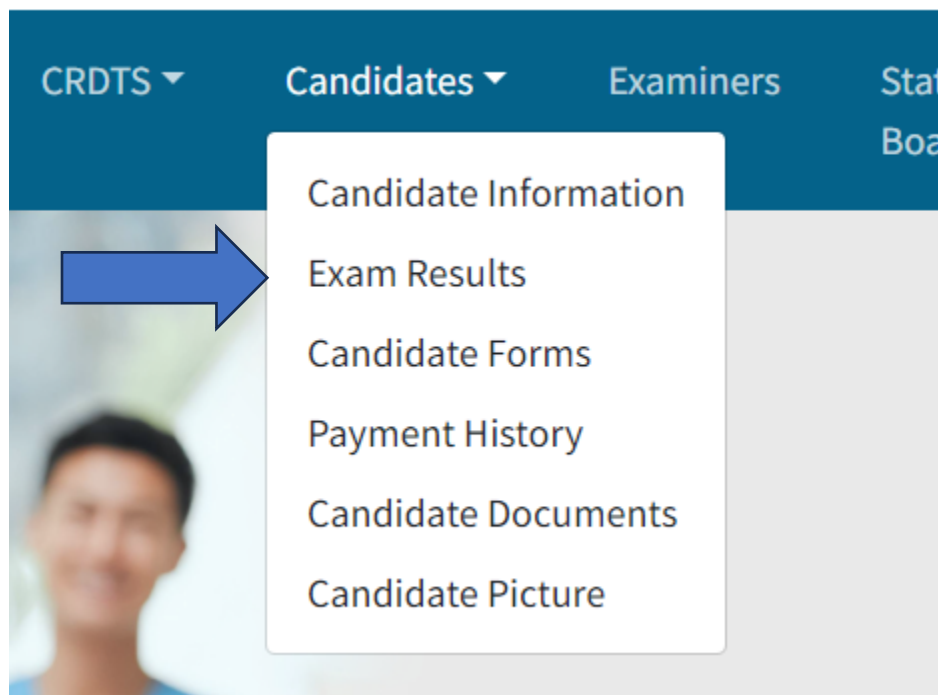 CRDTS Candidates Examiners
Candidate Information
Exam Results
Candidate Forms
Payment History
Candidate Documents
Candidate Picture